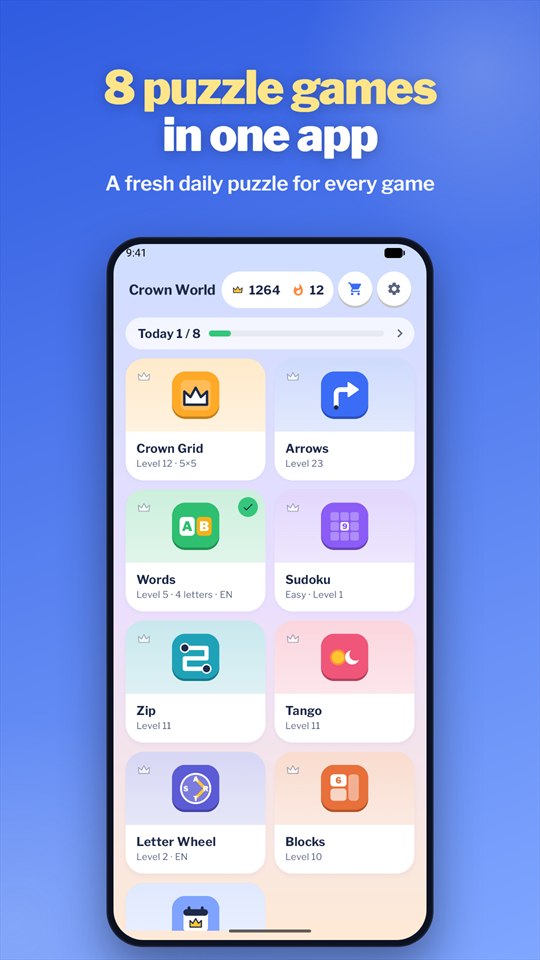 8 puzzle games
in one app
A fresh daily puzzle for every game
9:41
Crown World 1264 12
Today 1 / 8
Crown Grid
Level 12 · 5×5
Arrows
Level 23
A B
Words
Level 5 · 4 letters · EN
9
Sudoku
Easy · Level 1
Zip
Level 11
Tango
Level 11
A
S R
T
Letter Wheel
Level 2 · EN
6
Blocks
Level 10